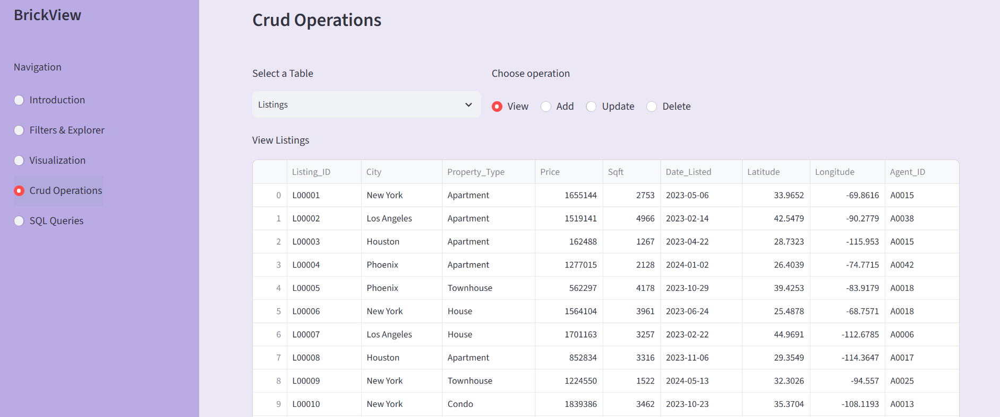 BrickView
Navigation
Introduction
Filters & Explorer
Visualization
Crud Operations
SQL Queries
Crud Operations
Select a Table
Listings
Choose operation
View Add Update Delete
View Listings
Listing_ID City Property_Type Price Sqft Date_Listed Latitude Longitude Agent_ID
0 L00001 New York Apartment 1655144 2753 2023-05-06 33.9652 -69.8616 A0015
1 L00002 Los Angeles Apartment 1519141 4966 2023-02-14 42.5479 -90.2779 A0038
2 L00003 Houston Apartment 162488 1267 2023-04-22 28.7323 -115.953 A0015
3 L00004 Phoenix Apartment 1277015 2128 2024-01-02 26.4039 -74.7715 A0042
4 L00005 Phoenix Townhouse 562297 4178 2023-10-29 39.4253 -83.9179 A0018
5 L00006 New York House 1564104 3961 2023-06-24 25.4878 -68.7571 A0018
6 L00007 Los Angeles House 1701163 3257 2023-02-22 44.9691 -112.6785 A0006
7 L00008 Houston Apartment 852834 3316 2023-11-06 29.3549 -114.3647 A0017
8 L00009 New York Townhouse 1224550 1522 2024-05-13 32.3026 -94.557 A0025
9 L00010 New York Condo 1839386 3462 2023-10-23 35.3704 -108.1193 A0013